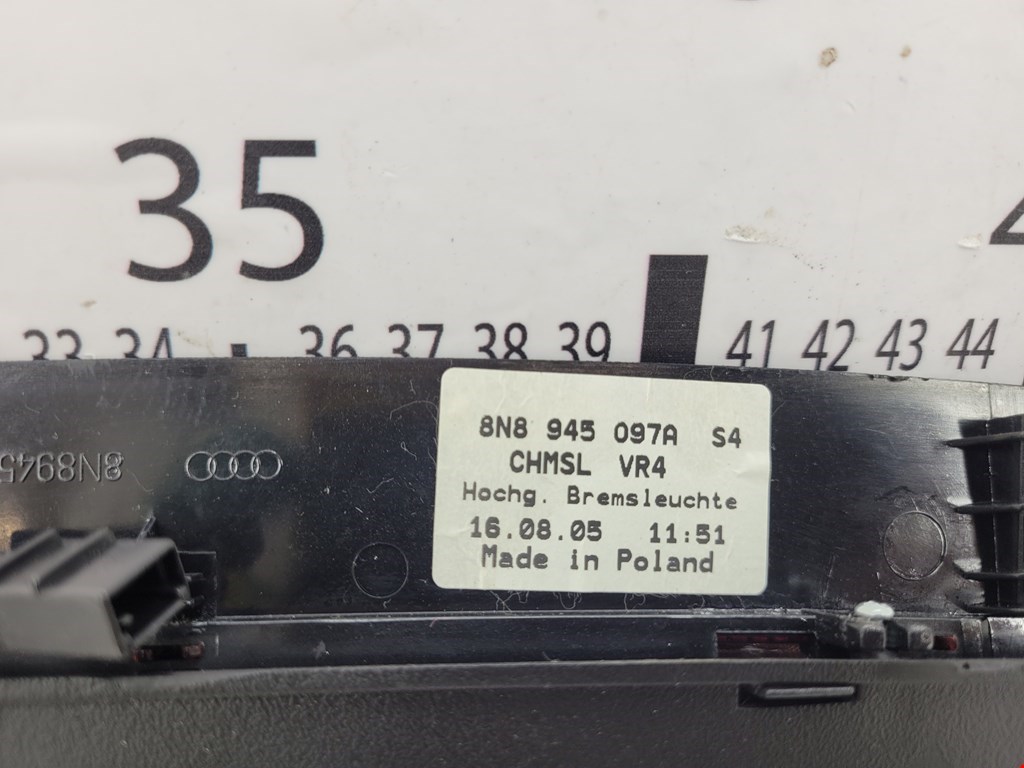 35
33 34 36 37 38 39 41 42 43 44
8N8 945 097A S4
CHMSL VR4
Hochg. Bremsleuchte
16.08.05 11:51
Made in Poland
8N8945